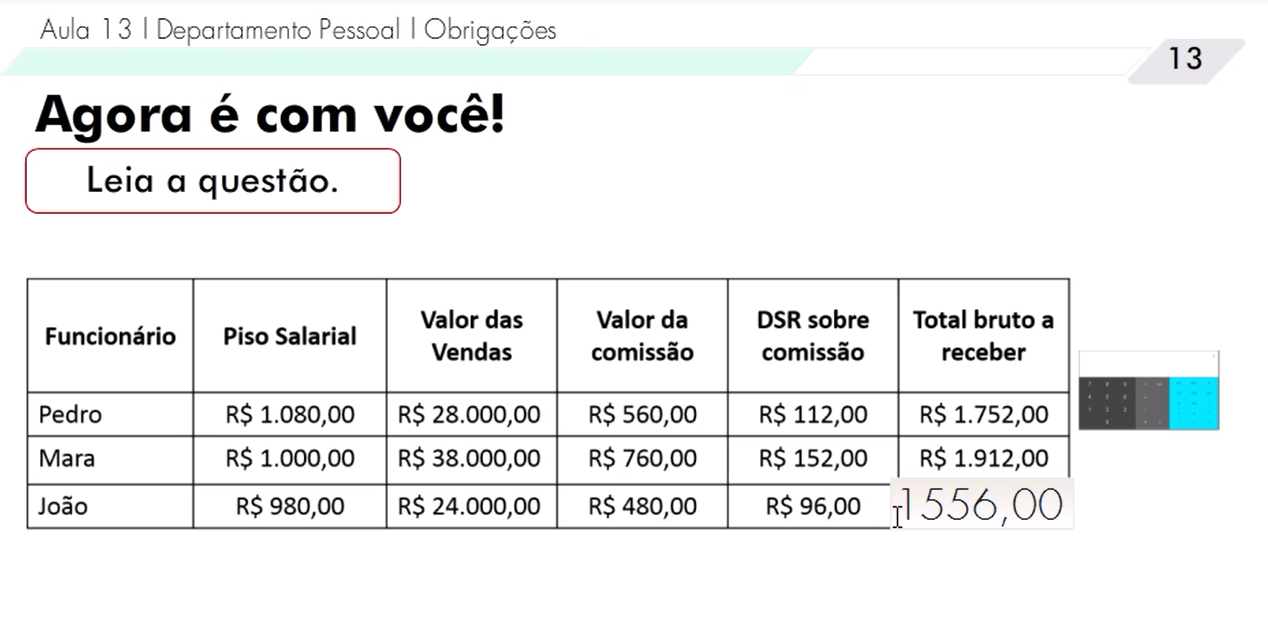 Aula 13 | Departamento Pessoal | Obrigações
13
Agora é com você!
Leia a questão.
Funcionário Piso Salarial Valor das Vendas Valor da comissão DSR sobre comissão Total bruto a receber
Pedro R$ 1.080,00 R$ 28.000,00 R$ 560,00 R$ 112,00 R$ 1.752,00
Mara R$ 1.000,00 R$ 38.000,00 R$ 760,00 R$ 152,00 R$ 1.912,00
João R$ 980,00 R$ 24.000,00 R$ 480,00 R$ 96,00 1556,00